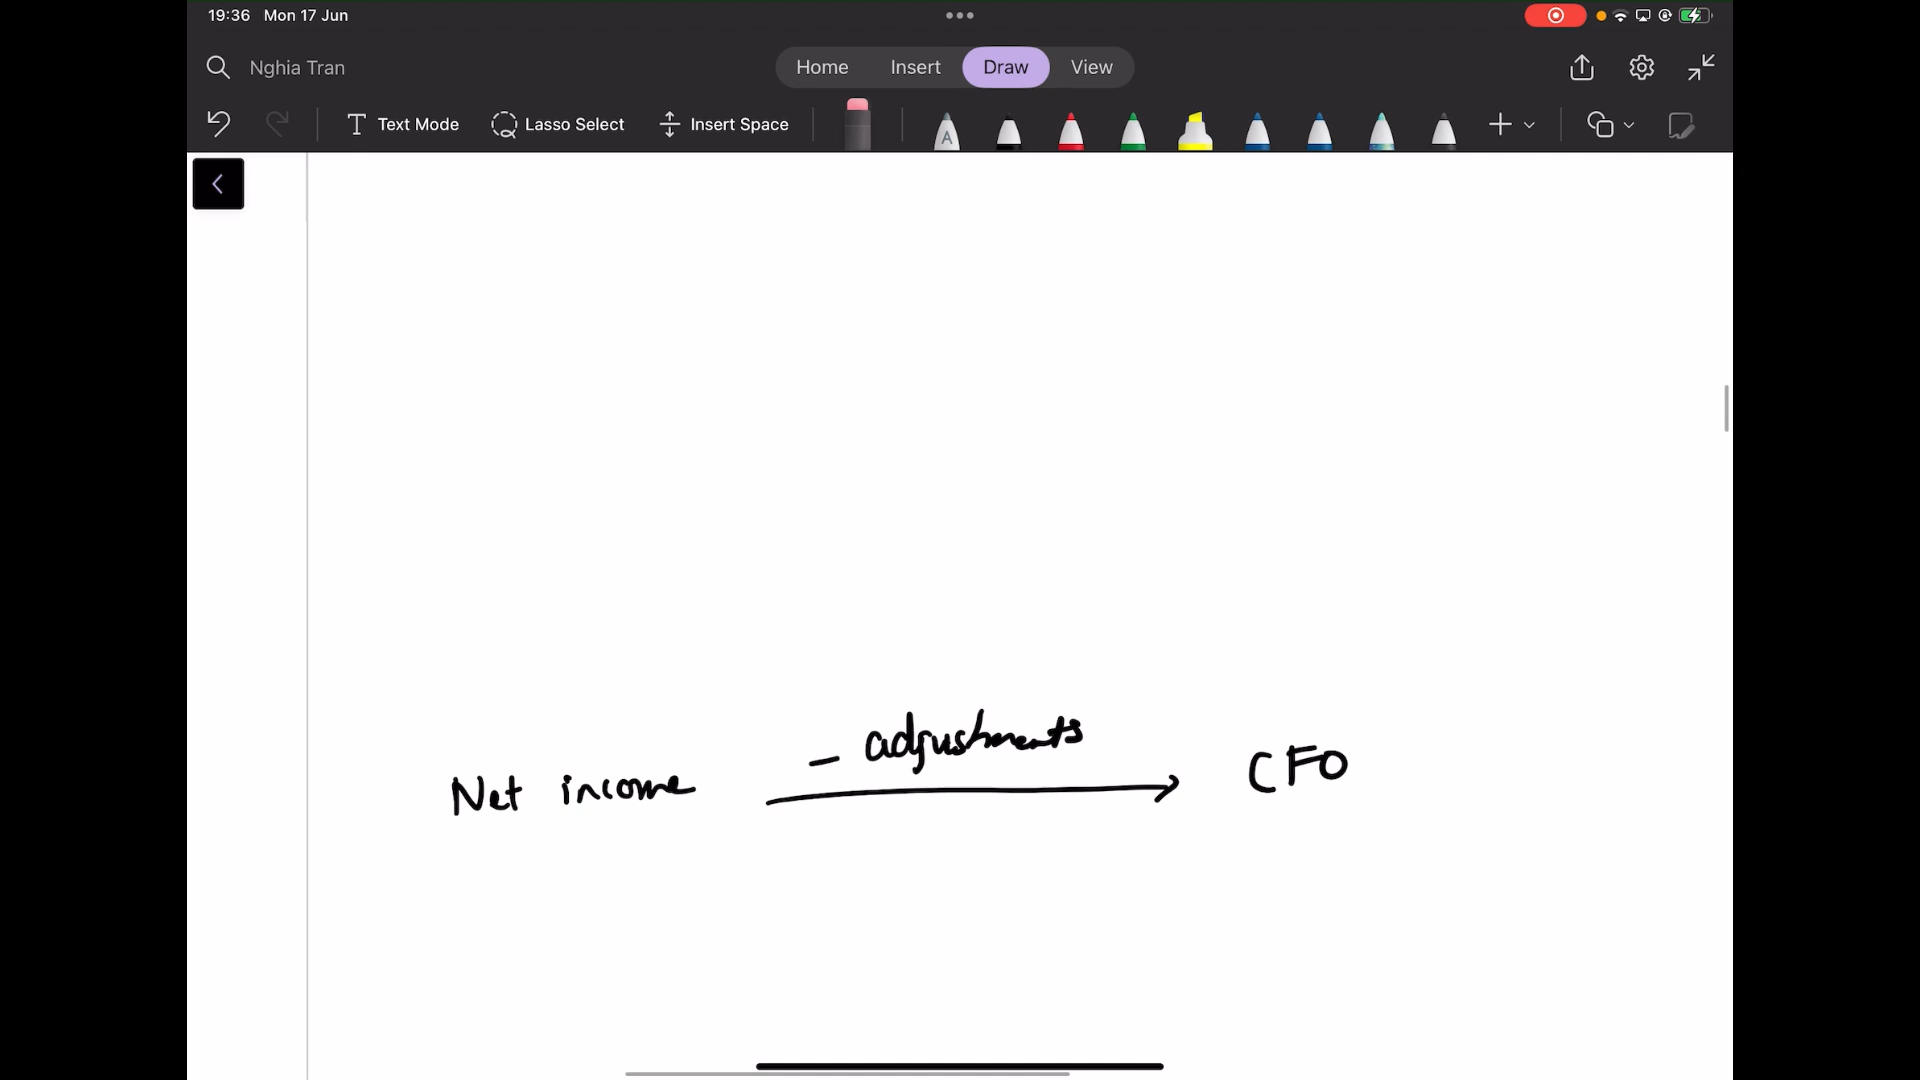 19:36 Mon 17 Jun
Nghia Tran
Home Insert Draw View
Text Mode Lasso Select Insert Space
A
– adjustments
Net income CFO